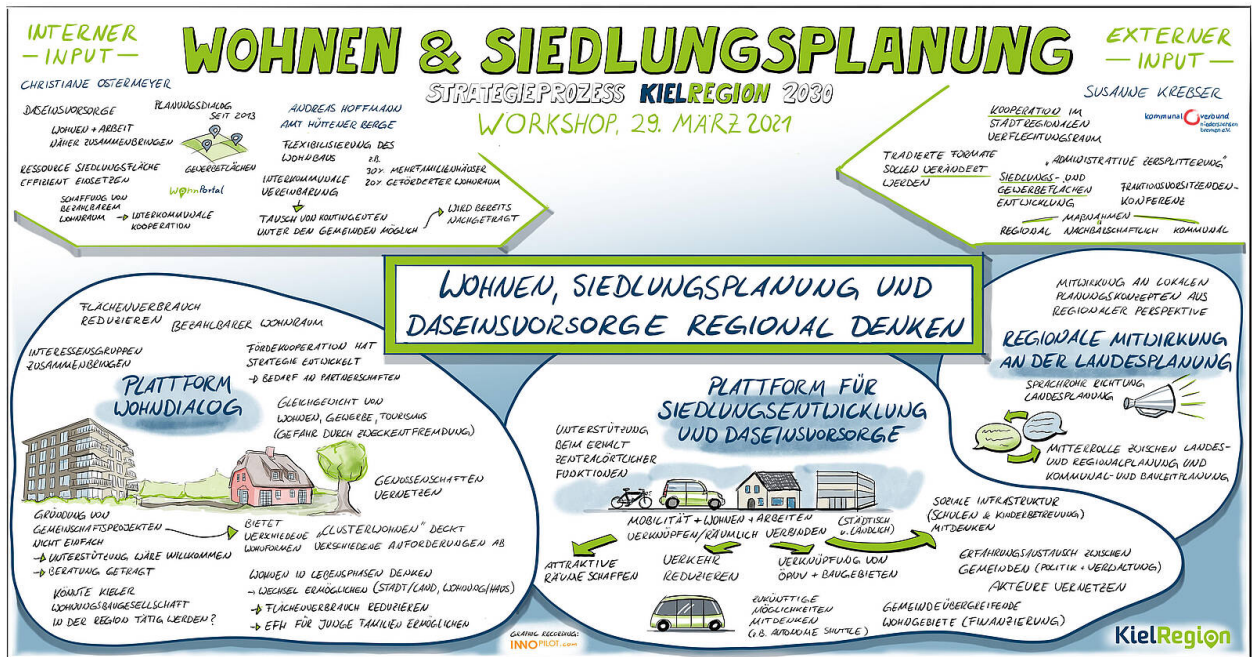 INTERNER
— INPUT —
WOHNEN & SIEDLUNGSPLANUNG
STRATEGIEPROZESS KIELREGION 2030
WORKSHOP, 29. MÄRZ 2021
EXTERNER
— INPUT —
CHRISTIANE OSTERMEYER
DASEINSVORSORGE
WOHNEN + ARBEIT
NÄHER ZUSAMMENBRINGEN
RESSOURCE SIEDLUNGSFLÄCHE
EFFIZIENT EINSETZEN
SCHAFFUNG VON
BEZAHLBAREM
WOHNRAUM
→ INTERKOMMUNALE
KOOPERATION
PLANUNGSDIALOG
SEIT 2013
GEWERBEFLÄCHEN
WohnPortal
ANDREAS HOFFMANN
AMT HÜTTENER BERGE
FLEXIBILISIERUNG DES
WOHNBAUS
Z.B.
30% MEHRFAMILIENHÄUSER
20% GEFÖRDERTER WOHNRAUM
INTERKOMMUNALE
VEREINBARUNG
TAUSCH VON KONTINGENTEN
UNTER DEN GEMEINDEN MÖGLICH
WIRD BEREITS
NACHGEFRAGT
SUSANNE KREBSER
kommunalverbund
niedersachsen
bremen e.V.
KOOPERATION IM
STADTREGIONALEN
VERFLECHTUNGSRAUM
TRADIERTE FORMATE
SOLLEN VERÄNDERT
WERDEN
„ADMINISTRATIVE ZERSPLITTERUNG"
SIEDLUNGS- UND
GEWERBEFLÄCHEN
ENTWICKLUNG
FRAKTIONSVORSITZENDEN-
KONFERENZ
MAßNAHMEN
REGIONAL NACHBARSCHAFTLICH KOMMUNAL
WOHNEN, SIEDLUNGSPLANUNG UND
DASEINSVORSORGE REGIONAL DENKEN
FLÄCHENVERBRAUCH
REDUZIEREN
BEZAHLBARER WOHNRAUM
INTERESSENSGRUPPEN
ZUSAMMENBRINGEN
FÖRDEKOOPERATION HAT
STRATEGIE ENTWICKELT
→ BEDARF AN PARTNERSCHAFTEN
PLATTFORM
WOHNDIALOG
GLEICHGEWICHT VON
WOHNEN, GEWERBE, TOURISMUS
(GEFAHR DURCH ZWECKENTFREMDUNG)
GENOSSENSCHAFTEN
VERNETZEN
GRÜNDUNG VON
GEMEINSCHAFTSPROJEKTEN
NICHT EINFACH
→ UNTERSTÜTZUNG WÄRE WILLKOMMEN
→ BERATUNG GEFRAGT
BIETET
VERSCHIEDENE
WOHNFORMEN
„CLUSTERWOHNEN" DECKT
VERSCHIEDENE ANFORDERUNGEN AB
KÖNNTE KIELER
WOHNUNGSBAUGESELLSCHAFT
IN DER REGION TÄTIG WERDEN?
WOHNEN IN LEBENSPHASEN DENKEN
→ WECHSEL ERMÖGLICHEN (STADT/LAND, WOHNUNG/HAUS)
→ FLÄCHENVERBRAUCH REDUZIEREN
→ EFH FÜR JUNGE FAMILIEN ERMÖGLICHEN
PLATTFORM FÜR
SIEDLUNGSENTWICKLUNG
UND DASEINSVORSORGE
UNTERSTÜTZUNG
BEIM ERHALT
ZENTRALÖRTLICHER
FUNKTIONEN
MOBILITÄT + WOHNEN + ARBEITEN
VERKNÜPFEN/RÄUMLICH VERBINDEN
(STÄDTISCH
U. LÄNDLICH)
ATTRAKTIVE
RÄUME SCHAFFEN
VERKEHR
REDUZIEREN
VERKNÜPFUNG VON
ÖPNV + BAUGEBIETEN
ZUKÜNFTIGE
MÖGLICHKEITEN
MITDENKEN
(Z.B. AUTONOME SHUTTLE)
SOZIALE INFRASTRUKTUR
(SCHULEN & KINDERBETREUUNG)
MITDENKEN
ERFAHRUNGSAUSTAUSCH ZWISCHEN
GEMEINDEN (POLITIK + VERWALTUNG)
AKTEURE VERNETZEN
GEMEINDEÜBERGREIFENDE
WOHNGEBIETE (FINANZIERUNG)
MITWIRKUNG AN LOKALEN
PLANUNGSKONZEPTEN AUS
REGIONALER PERSPEKTIVE
REGIONALE MITWIRKUNG
AN DER LANDESPLANUNG
SPRACHROHR RICHTUNG
LANDESPLANUNG
MITTLERROLLE ZWISCHEN LANDES-
UND REGIONALPLANUNG UND
KOMMUNAL- UND BAULEITPLANUNG
GRAPHIC RECORDING:
INNOPILOT.com
KielRegion